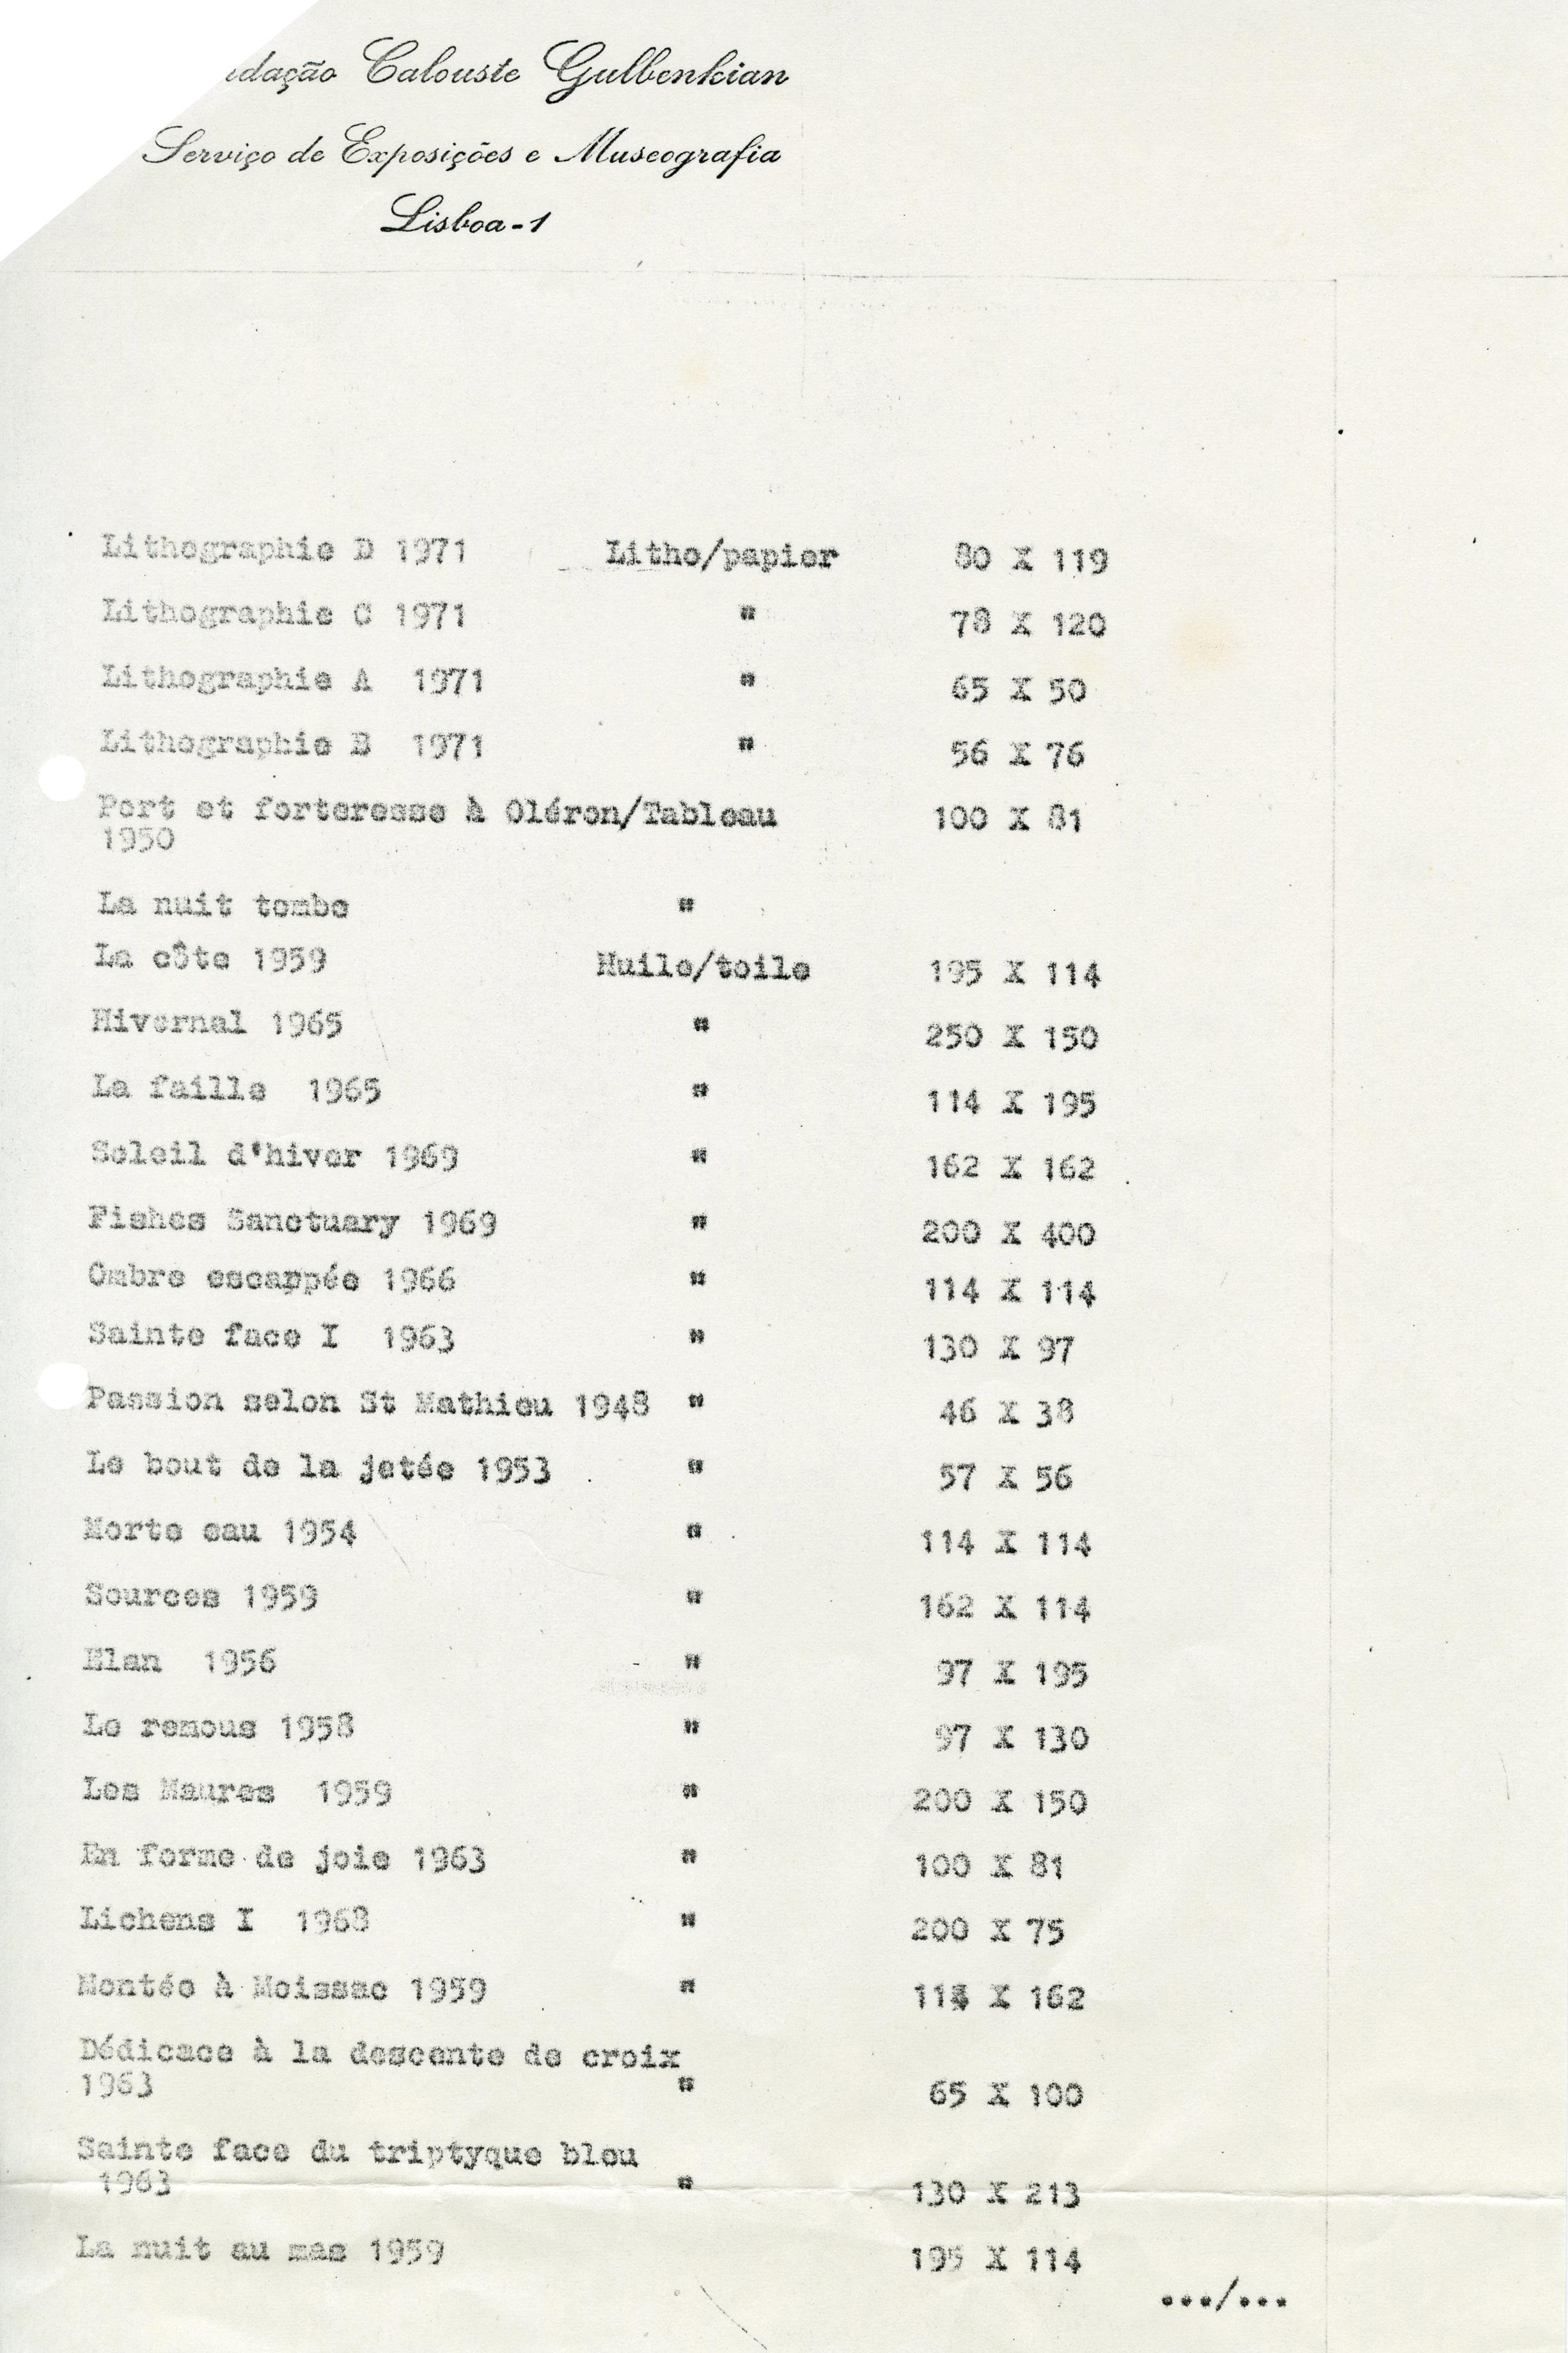 dação Calouste Gulbenkian
Serviço de Exposições e Museografia
Lisboa-1
Lithographie D 1971 Litho/papier 80 X 119
Lithographie C 1971 " 78 X 120
Lithographie A 1971 " 65 X 50
Lithographie B 1971 " 56 X 76
Port et forteresse à Oléron/Tableau 100 X 81
1950
La nuit tombe "
La côte 1959 Huile/toile 195 X 114
Hivernal 1965 " 250 X 150
La faille 1965 " 114 X 195
Soleil d'hiver 1969 " 162 X 162
Fishes Sanctuary 1969 " 200 X 400
Ombre escappée 1966 " 114 X 114
Sainte face I 1963 " 130 X 97
Passion selon St Mathieu 1948 " 46 X 38
Le bout de la jetée 1953 " 57 X 56
Morte eau 1954 " 114 X 114
Sources 1959 " 162 X 114
Elan 1956 " 97 X 195
Le remous 1958 " 97 X 130
Les Maures 1959 " 200 X 150
En forme de joie 1963 " 100 X 81
Lichens I 1968 " 200 X 75
Montée à Moissac 1959 " X 162
Dédicace à la descente de croix
1963 " 65 X 100
Sainte face du triptyque bleu
1963 " 130 X 213
La nuit au mas 1959 195 X 114
.../...